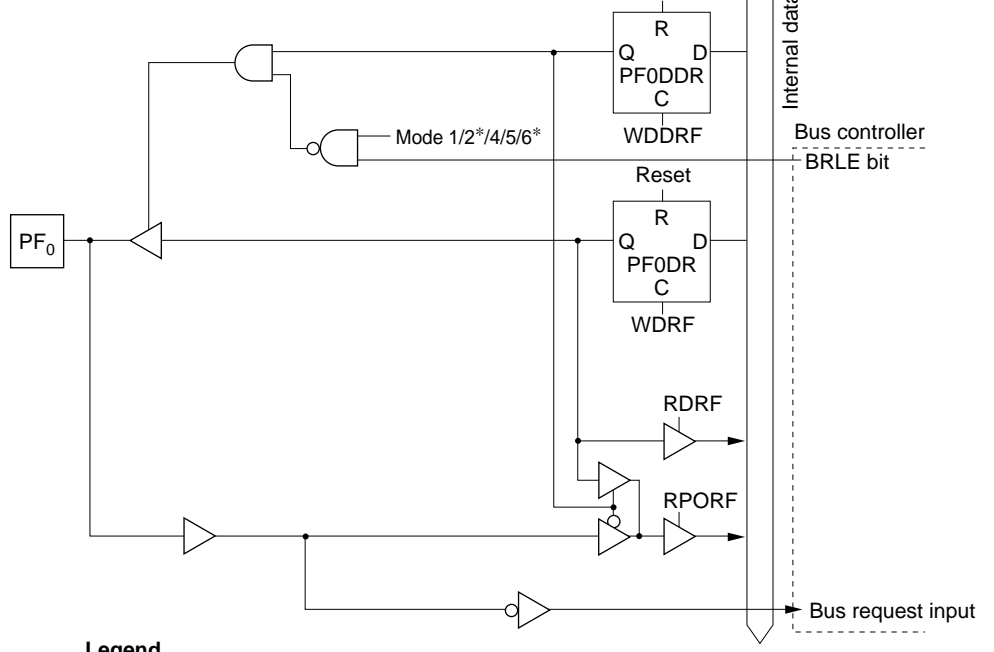 Internal data
R
Q D
PF0DDR
C
WDDRF
Mode 1/2*/4/5/6*
Bus controller
BRLE bit
Reset
R
PF0
Q D
PF0DR
C
WDRF
RDRF
RPORF
Bus request input
Legend